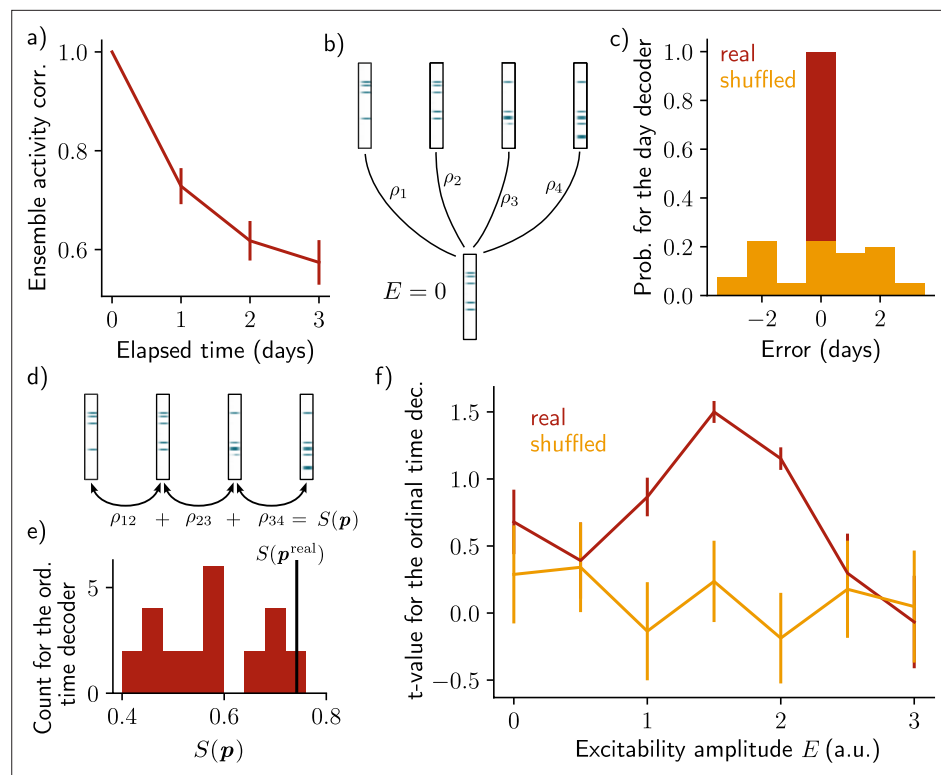 a)
Ensemble activity corr.
1.0
0.8
0.6
0 1 2 3
Elapsed time (days)
b)
ρ₁ ρ₂ ρ₃ ρ₄
E = 0
c)
real
shuffled
Prob. for the day decoder
1.0
0.8
0.6
0.4
0.2
0.0
−2 0 2
Error (days)
d)
ρ₁₂ + ρ₂₃ + ρ₃₄ = S(p)
e)
S(p^real)
Count for the ord.
time decoder
5
0
0.4 0.6 0.8
S(p)
f)
t-value for the ordinal time dec.
real
shuffled
1.5
1.0
0.5
0.0
−0.5
0 1 2 3
Excitability amplitude E (a.u.)